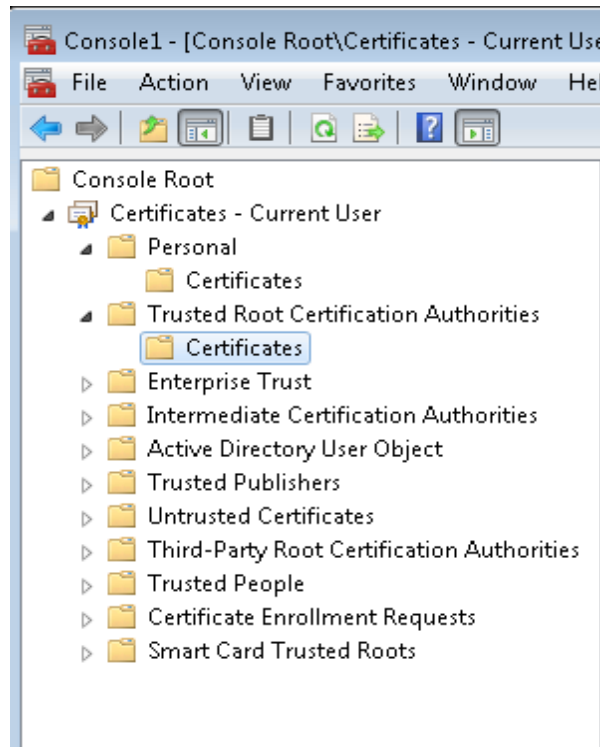 Console1 - [Console Root\Certificates - Current Use
File Action View Favorites Window Hel
Console Root
Certificates - Current User
Personal
Certificates
Trusted Root Certification Authorities
Certificates
Enterprise Trust
Intermediate Certification Authorities
Active Directory User Object
Trusted Publishers
Untrusted Certificates
Third-Party Root Certification Authorities
Trusted People
Certificate Enrollment Requests
Smart Card Trusted Roots